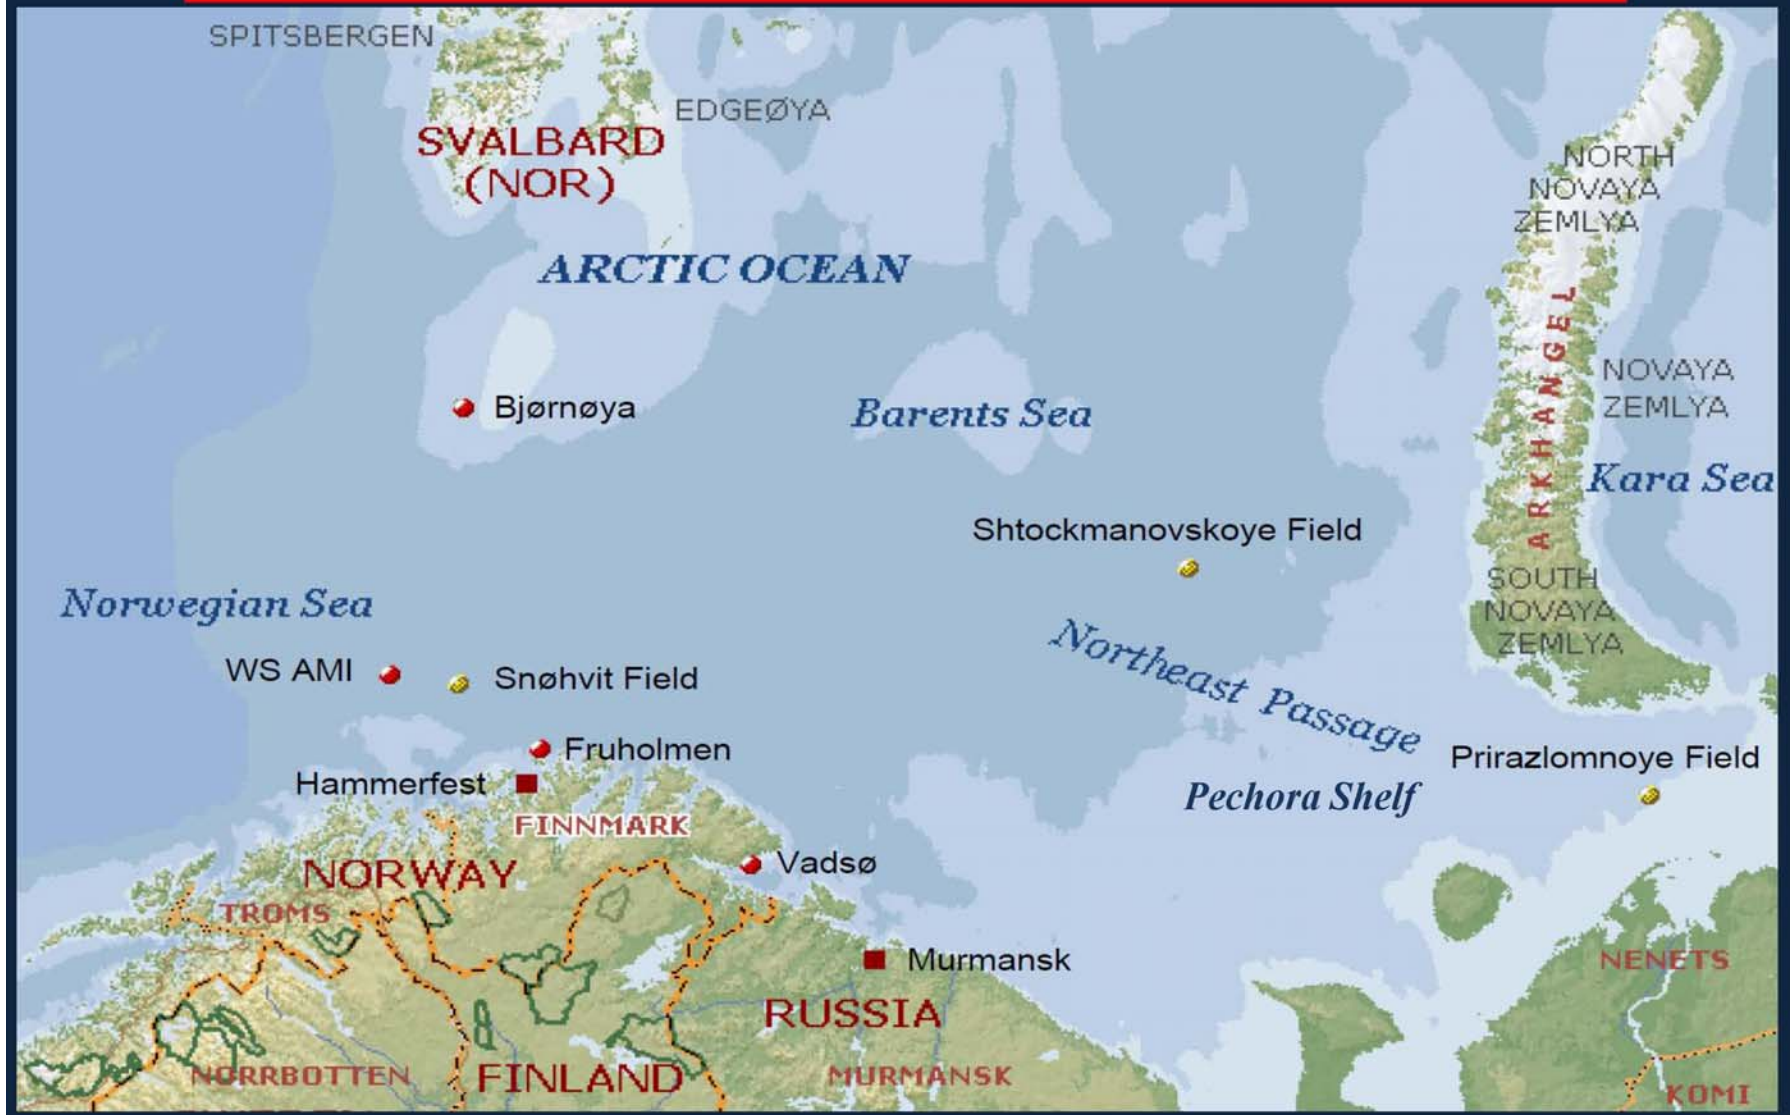 SPITSBERGEN
EDGEØYA
SVALBARD
(NOR)
NORTH
NOVAYA
ZEMLYA
ARCTIC OCEAN
ARKHANGEL
NOVAYA
ZEMLYA
Bjørnøya
Barents Sea
Kara Sea
Shtockmanovskoye Field
SOUTH
NOVAYA
ZEMLYA
Norwegian Sea
WS AMI
Snøhvit Field
Northeast Passage
Fruholmen
Prirazlomnoye Field
Hammerfest
Pechora Shelf
FINNMARK
NORWAY
Vadsø
TROMS
Murmansk
NENETS
RUSSIA
NORRBOTTEN
FINLAND
MURMANSK
KOMI